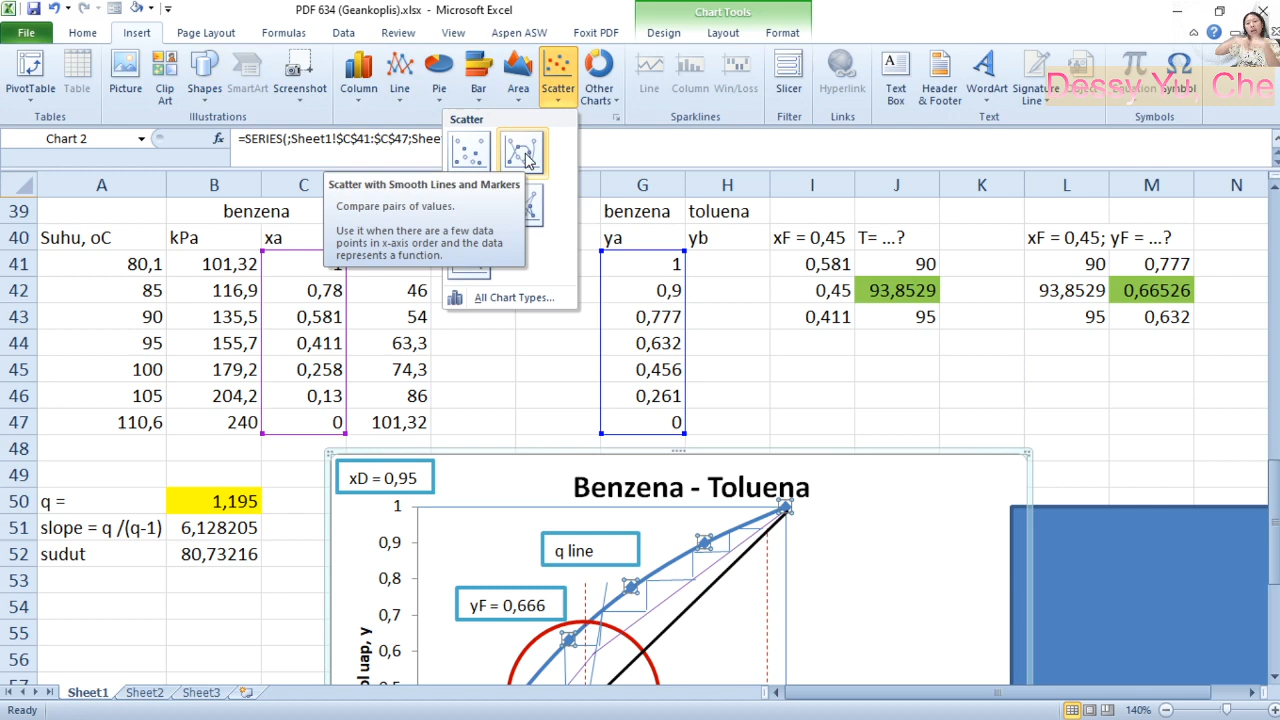 PDF 634 (Geankoplis).xlsx - Microsoft Excel
Chart Tools
File Home Insert Page Layout Formulas Data Review View Aspen ASW Foxit PDF Design Layout Format
PivotTable Table Picture Clip Art Shapes SmartArt Screenshot Column Line Pie Bar Area Scatter Other Charts Line Column Win/Loss Slicer Hyperlink Text Box Header & Footer WordArt Signature Line Object Equation Symbol
Dessy Yu, Che
Tables Illustrations Sparklines Filter Links Text Symbols
Chart 2 =SERIES(;Sheet1!$C$41:$C$47;Shee
Scatter
Scatter with Smooth Lines and Markers
Compare pairs of values.
Use it when there are a few data
points in x-axis order and the data
represents a function.
All Chart Types...
A B C G H I J K L M N
39 benzena benzena toluena
40 Suhu, oC kPa xa ya yb xF = 0,45 T= ...? xF = 0,45; yF = ...?
41 80,1 101,32 1 0,581 90 90 0,777
42 85 116,9 0,78 46 0,9 0,45 93,8529 93,8529 0,66526
43 90 135,5 0,581 54 0,777 0,411 95 95 0,632
44 95 155,7 0,411 63,3 0,632
45 100 179,2 0,258 74,3 0,456
46 105 204,2 0,13 86 0,261
47 110,6 240 0 101,32 0
48
49
50 q = 1,195
51 slope = q /(q-1) 6,128205
52 sudut 80,73216
53
54
55
56
57
xD = 0,95
Benzena - Toluena
1
0,9
q line
0,8
yF = 0,666
0,7
0,6
ol uap, y
Sheet1 Sheet2 Sheet3
Ready 140%